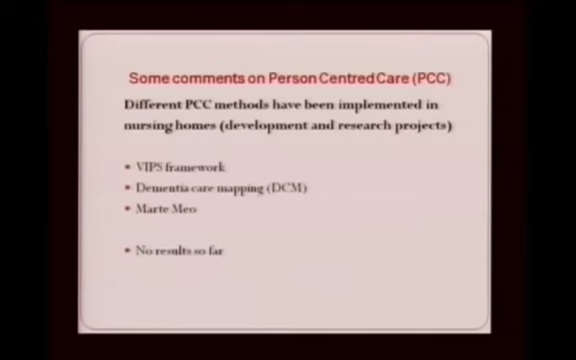 Some comments on Person Centred Care (PCC)
Different PCC methods have been implemented in
nursing homes (development and research projects)
• VIPS framework
• Dementia care mapping (DCM)
• Marte Meo
• No results so far